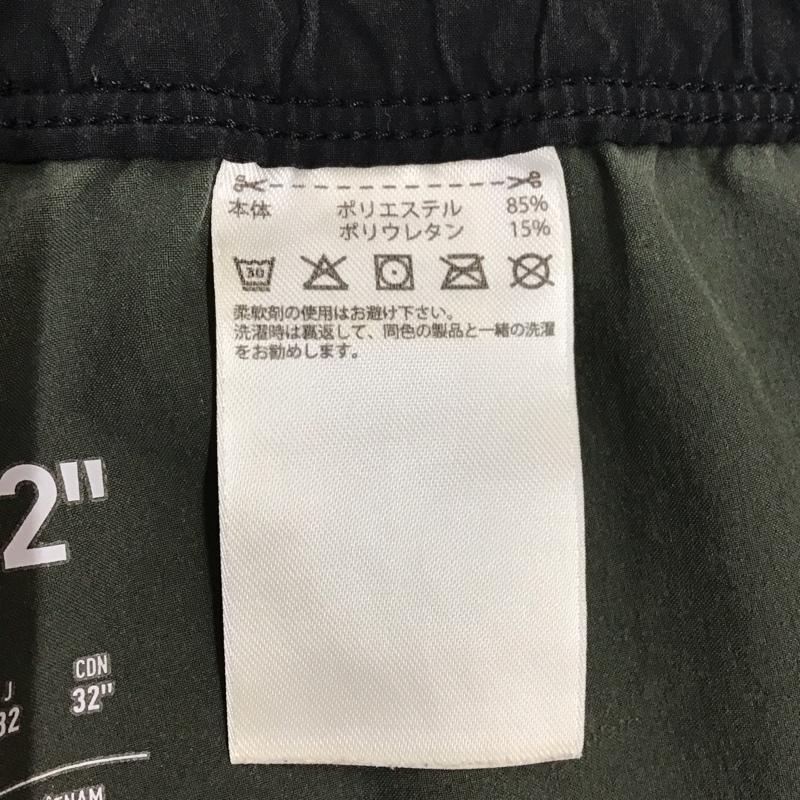 本体 ポリエステル 85%
ポリウレタン 15%
30
柔軟剤の使用はお避け下さい。
洗濯時は裏返して、同色の製品と一緒の洗濯
をお勧めします。
2"
J CDN
32 32"